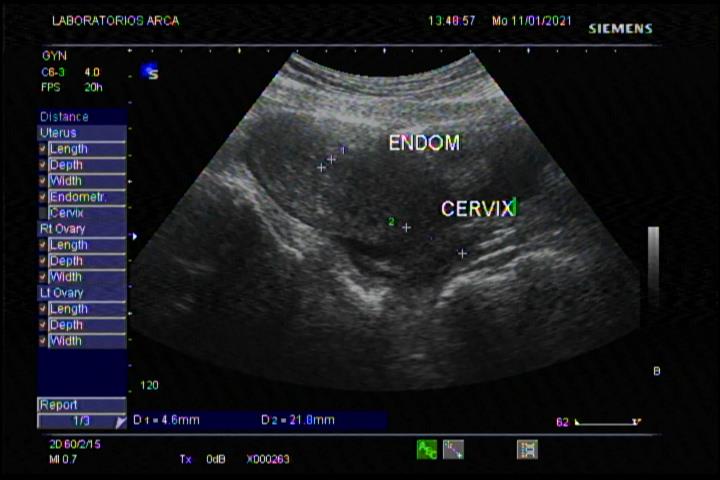 LABORATORIOS ARCA 13:48:57 Mo 11/01/2021 SIEMENS
GYN
C6-3 4.0
FPS 20h
S
Distance
Uterus
Length
Depth
Width
Endometr.
Cervix
Rt Ovary
Length
Depth
Width
Lt Ovary
Length
Depth
Width
Report
1/3
ENDOM
CERVIX
1
2
120
B
D1 = 4.6mm D2 = 21.8mm
62
2D 60/2/15
MI 0.7 Tx 0dB X000263